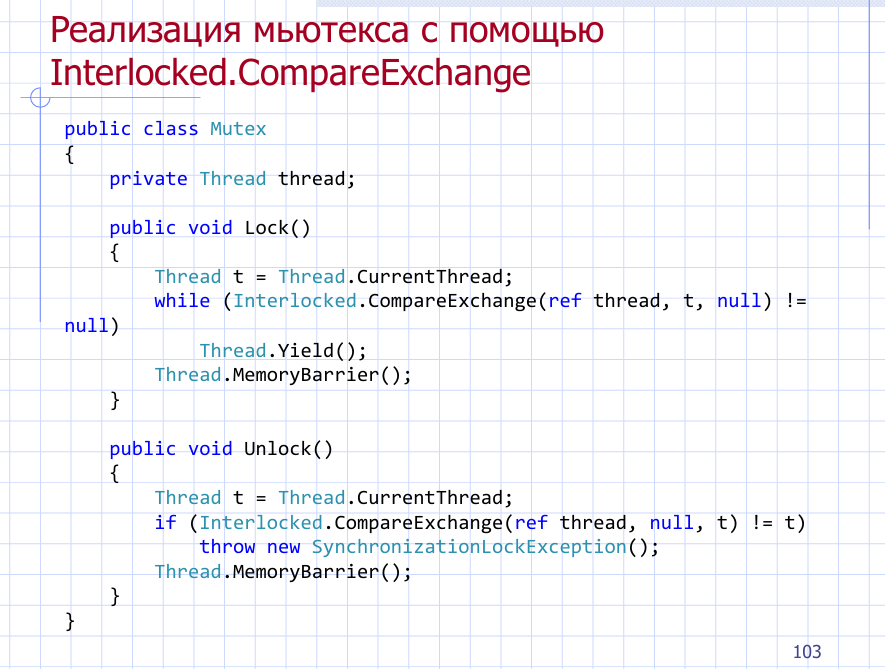 Реализация мьютекса с помощью
Interlocked.CompareExchange
public class Mutex
{
    private Thread thread;

    public void Lock()
    {
        Thread t = Thread.CurrentThread;
        while (Interlocked.CompareExchange(ref thread, t, null) !=
null)
            Thread.Yield();
        Thread.MemoryBarrier();
    }

    public void Unlock()
    {
        Thread t = Thread.CurrentThread;
        if (Interlocked.CompareExchange(ref thread, null, t) != t)
            throw new SynchronizationLockException();
        Thread.MemoryBarrier();
    }
}
103